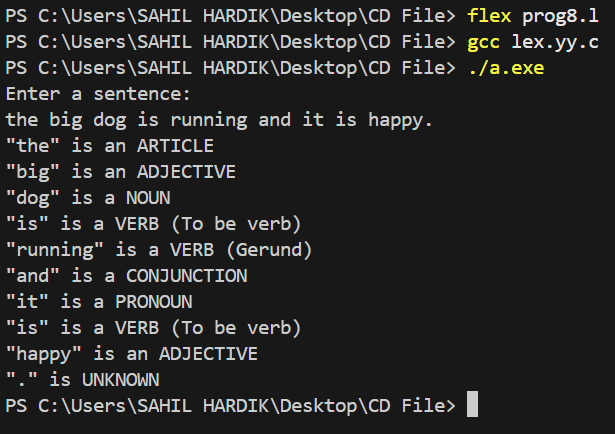 PS C:\Users\SAHIL HARDIK\Desktop\CD File> flex prog8.l
PS C:\Users\SAHIL HARDIK\Desktop\CD File> gcc lex.yy.c
PS C:\Users\SAHIL HARDIK\Desktop\CD File> ./a.exe
Enter a sentence:
the big dog is running and it is happy.
"the" is an ARTICLE
"big" is an ADJECTIVE
"dog" is a NOUN
"is" is a VERB (To be verb)
"running" is a VERB (Gerund)
"and" is a CONJUNCTION
"it" is a PRONOUN
"is" is a VERB (To be verb)
"happy" is an ADJECTIVE
"." is UNKNOWN
PS C:\Users\SAHIL HARDIK\Desktop\CD File>